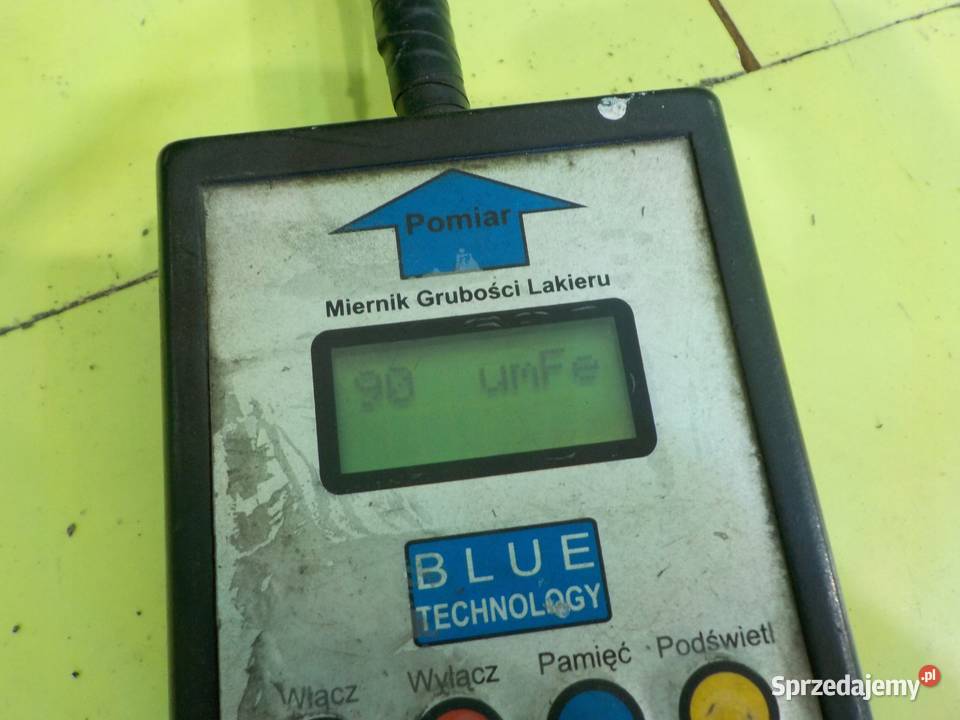 Pomiar
Miernik Grubości Lakieru
90 umFe
BLUE
TECHNOLOGY
Włącz Wyłącz Pamięć Podświetl
Sprzedajemy.pl